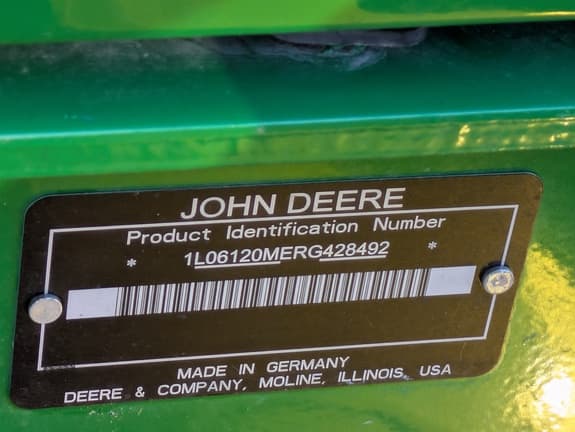 JOHN DEERE
Product Identification Number
* 1L06120MERG428492 *
MADE IN GERMANY
DEERE & COMPANY, MOLINE, ILLINOIS, USA